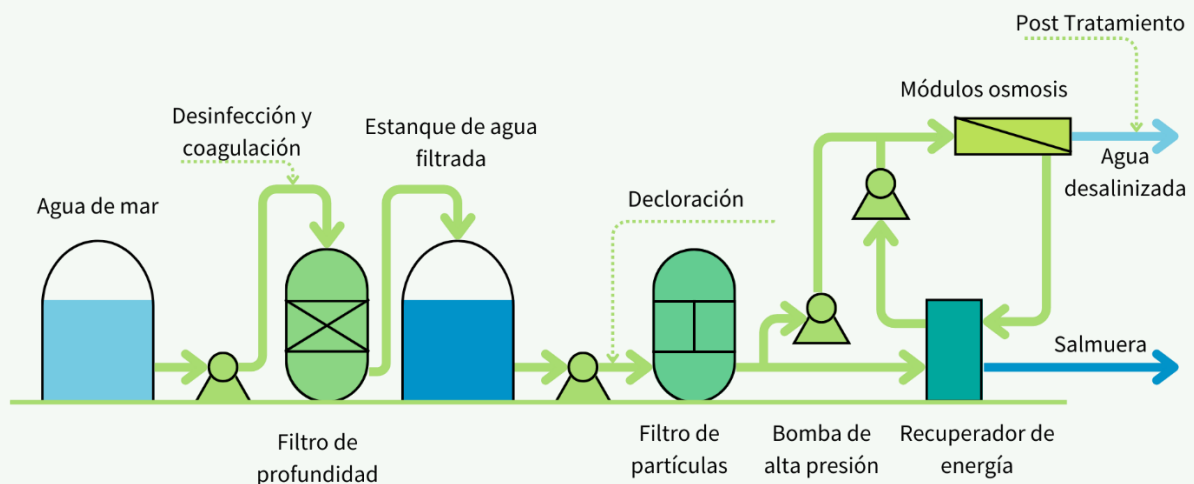 Post Tratamiento
Módulos osmosis
Desinfección y
coagulación
Estanque de agua
filtrada
Agua
desalinizada
Agua de mar
Decloración
Salmuera
Filtro de
profundidad
Filtro de
partículas
Bomba de
alta presión
Recuperador de
energía